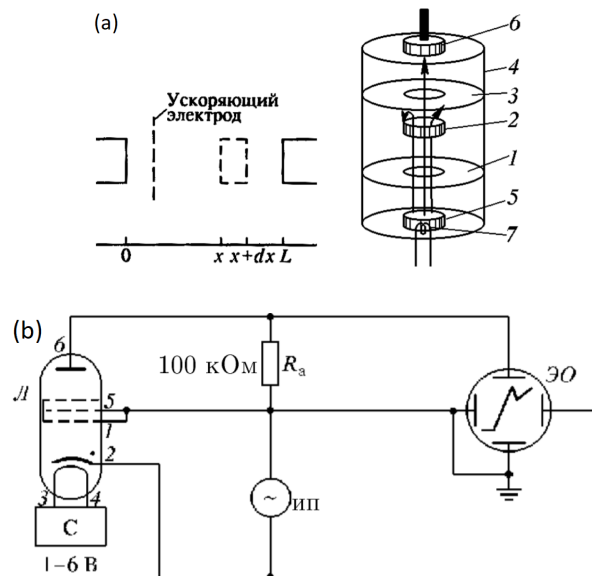 (a)
Ускоряющий
электрод
0 x x+dx L
6
4
3
2
1
5
7
(b)
6
100 кОм Rа
ЭО
Л
5
1
2
~ ИП
3 4
С
1–6 В